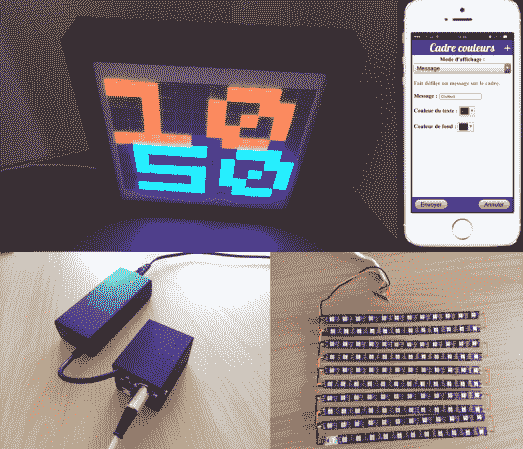 10
50
Cadre couleurs +
Mode d'affichage :
Message
Fait défiler un message sur le cadre.
Message :
Couleur du texte :
Couleur de fond :
Envoyer Annuler